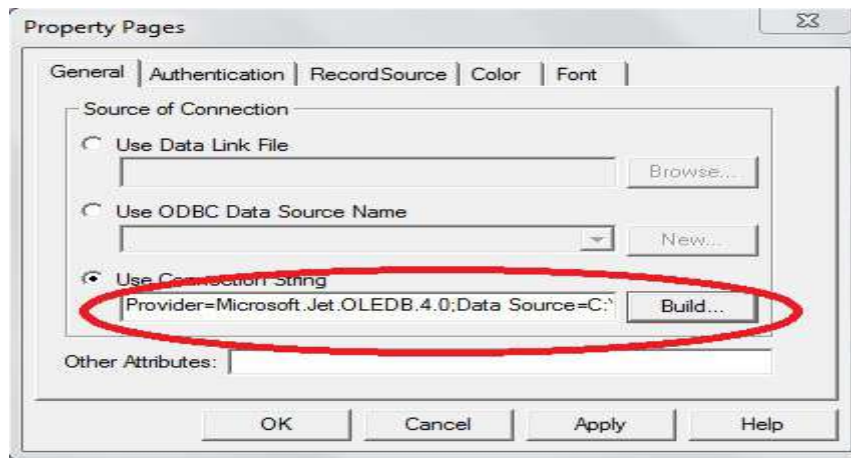 Property Pages
General Authentication RecordSource Color Font
Source of Connection
Use Data Link File
Browse...
Use ODBC Data Source Name
New...
Use Connection String
Provider=Microsoft.Jet.OLEDB.4.0;Data Source=C:\ Build...
Other Attributes:
OK Cancel Apply Help